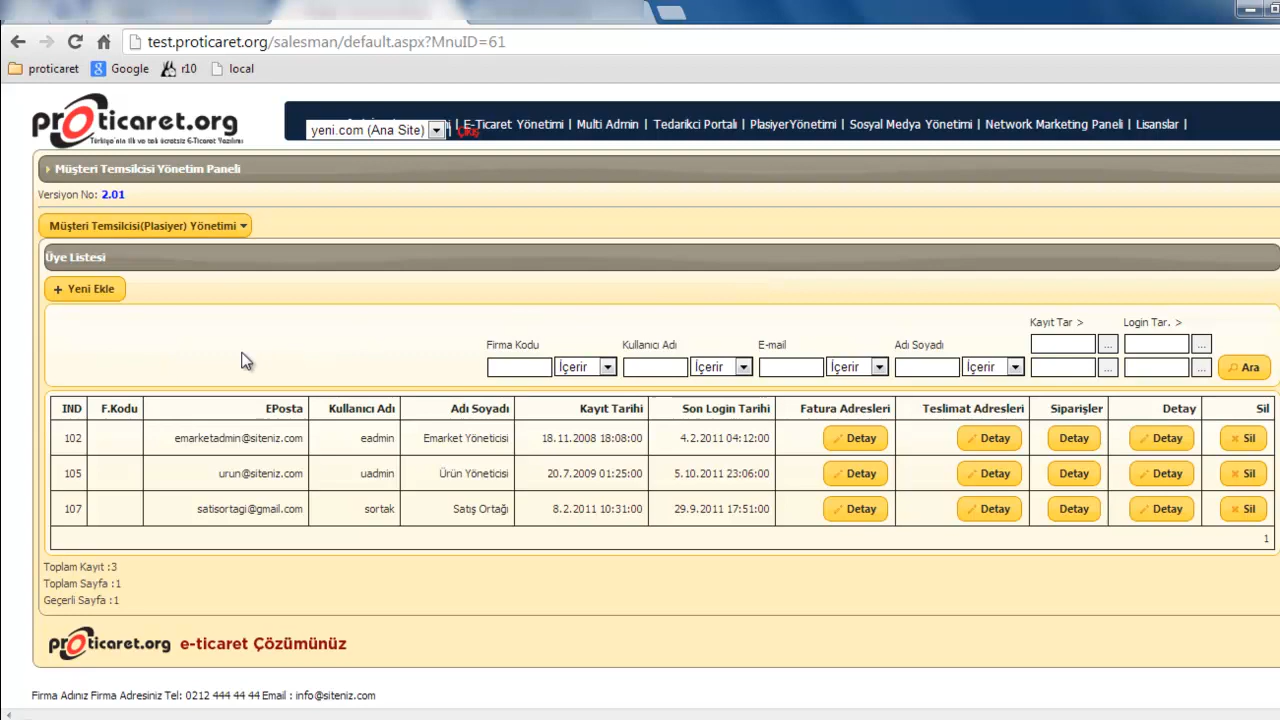 test.proticaret.org/salesman/default.aspx?MnuID=61
proticaret Google r10 local
proticaret.org
Türkiye'nin ilk ve tek ücretsiz E-Ticaret Yazılımı
yeni.com (Ana Site) | Çıkış
| E-Ticaret Yönetimi | Multi Admin | Tedarikci Portalı | PlasiyerYönetimi | Sosyal Medya Yönetimi | Network Marketing Paneli | Lisanslar |
Müşteri Temsilcisi Yönetim Paneli
Versiyon No: 2.01
Müşteri Temsilcisi(Plasiyer) Yönetimi
Üye Listesi
+ Yeni Ekle
Kayıt Tar > Login Tar. >
Firma Kodu Kullanıcı Adı E-mail Adı Soyadı
... ...
İçerir İçerir İçerir İçerir ... ... Ara
IND F.Kodu EPosta Kullanıcı Adı Adı Soyadı Kayıt Tarihi Son Login Tarihi Fatura Adresleri Teslimat Adresleri Siparişler Detay Sil
102 emarketadmin@siteniz.com eadmin Emarket Yöneticisi 18.11.2008 18:08:00 4.2.2011 04:12:00 Detay Detay Detay Detay Sil
105 urun@siteniz.com uadmin Ürün Yöneticisi 20.7.2009 01:25:00 5.10.2011 23:06:00 Detay Detay Detay Detay Sil
107 satisortagi@gmail.com sortak Satış Ortağı 8.2.2011 10:31:00 29.9.2011 17:51:00 Detay Detay Detay Detay Sil
1
Toplam Kayıt :3
Toplam Sayfa :1
Geçerli Sayfa :1
proticaret.org e-ticaret Çözümünüz
Firma Adınız Firma Adresiniz Tel: 0212 444 44 44 Email : info@siteniz.com